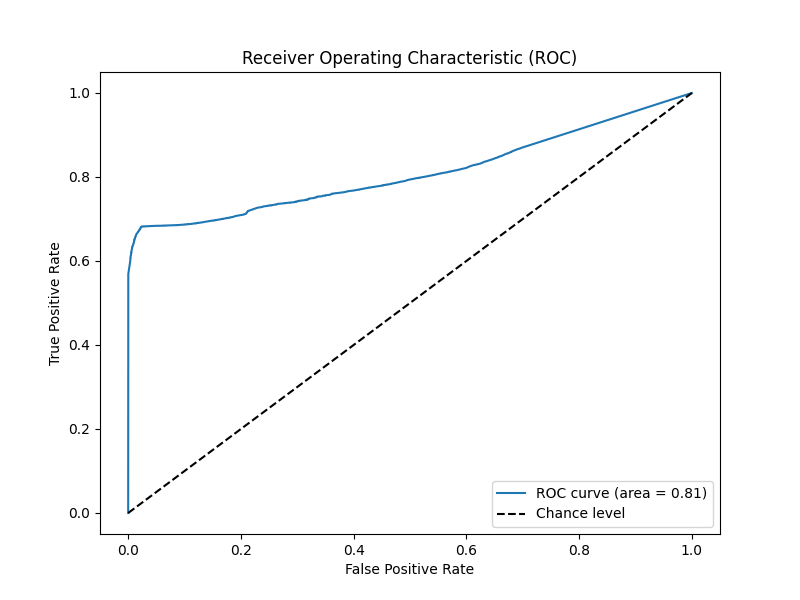 Receiver Operating Characteristic (ROC)
1.0
0.8
0.6
0.4
0.2
0.0
True Positive Rate
ROC curve (area = 0.81)
Chance level
0.0 0.2 0.4 0.6 0.8 1.0
False Positive Rate